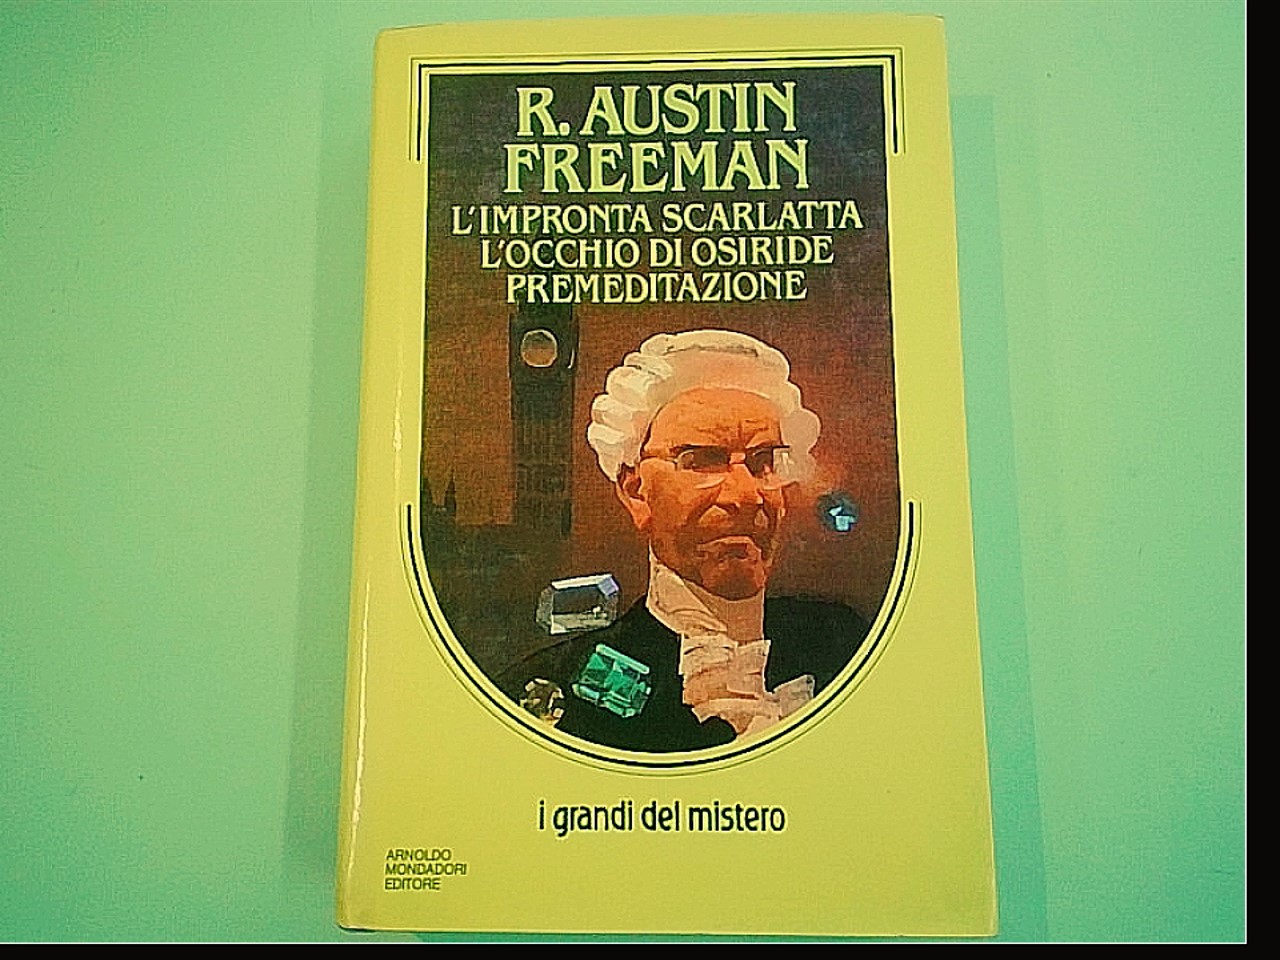 R. AUSTIN
FREEMAN
L'IMPRONTA SCARLATTA
L'OCCHIO DI OSIRIDE
PREMEDITAZIONE
i grandi del mistero
ARNOLDO
MONDADORI
EDITORE